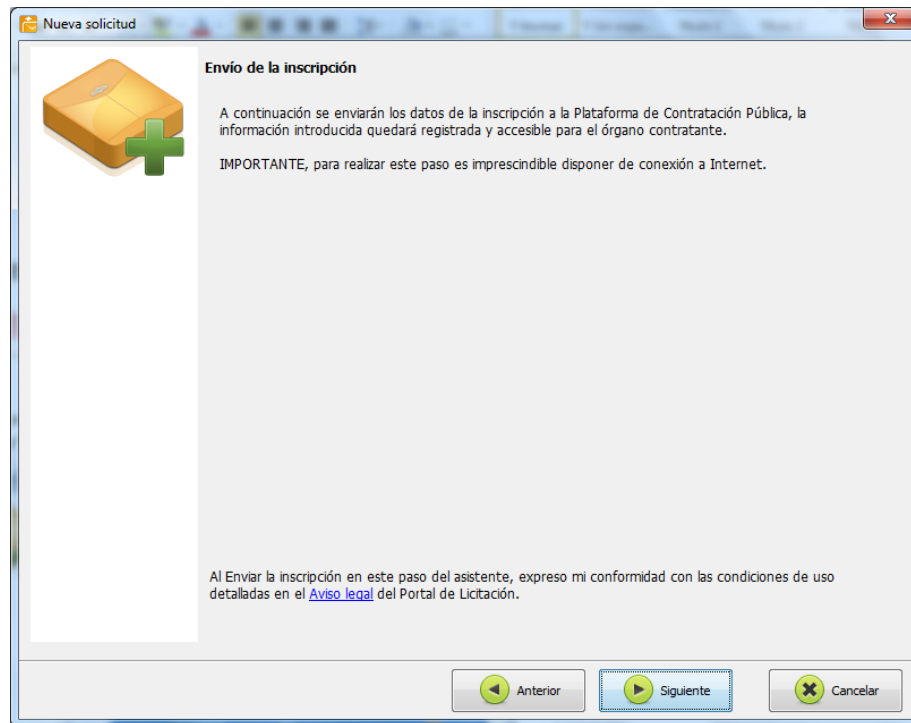 Nueva solicitud
Envío de la inscripción
A continuación se enviarán los datos de la inscripción a la Plataforma de Contratación Pública, la
información introducida quedará registrada y accesible para el órgano contratante.
IMPORTANTE, para realizar este paso es imprescindible disponer de conexión a Internet.
Al Enviar la inscripción en este paso del asistente, expreso mi conformidad con las condiciones de uso
detalladas en el Aviso legal del Portal de Licitación.
Anterior
Siguiente
Cancelar